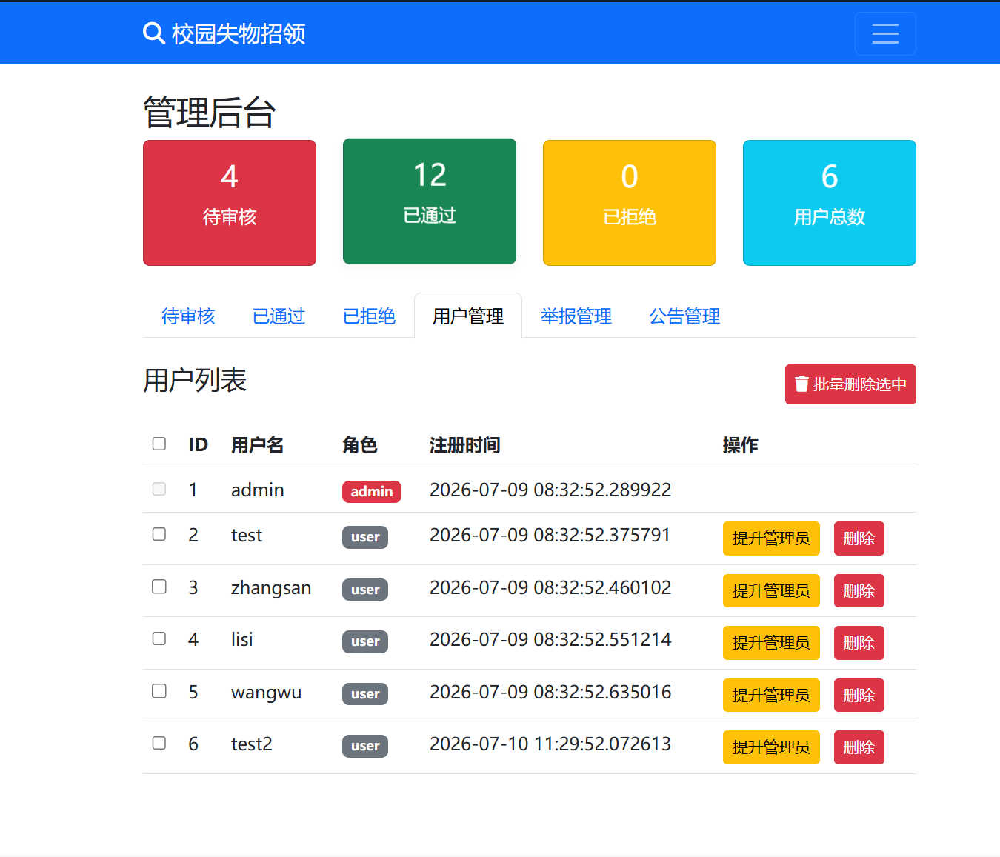 校园失物招领
管理后台
4
待审核
12
已通过
0
已拒绝
6
用户总数
待审核 已通过 已拒绝 用户管理 举报管理 公告管理
用户列表 批量删除选中
ID 用户名 角色 注册时间 操作
1 admin admin 2026-07-09 08:32:52.289922
2 test user 2026-07-09 08:32:52.375791 提升管理员 删除
3 zhangsan user 2026-07-09 08:32:52.460102 提升管理员 删除
4 lisi user 2026-07-09 08:32:52.551214 提升管理员 删除
5 wangwu user 2026-07-09 08:32:52.635016 提升管理员 删除
6 test2 user 2026-07-10 11:29:52.072613 提升管理员 删除